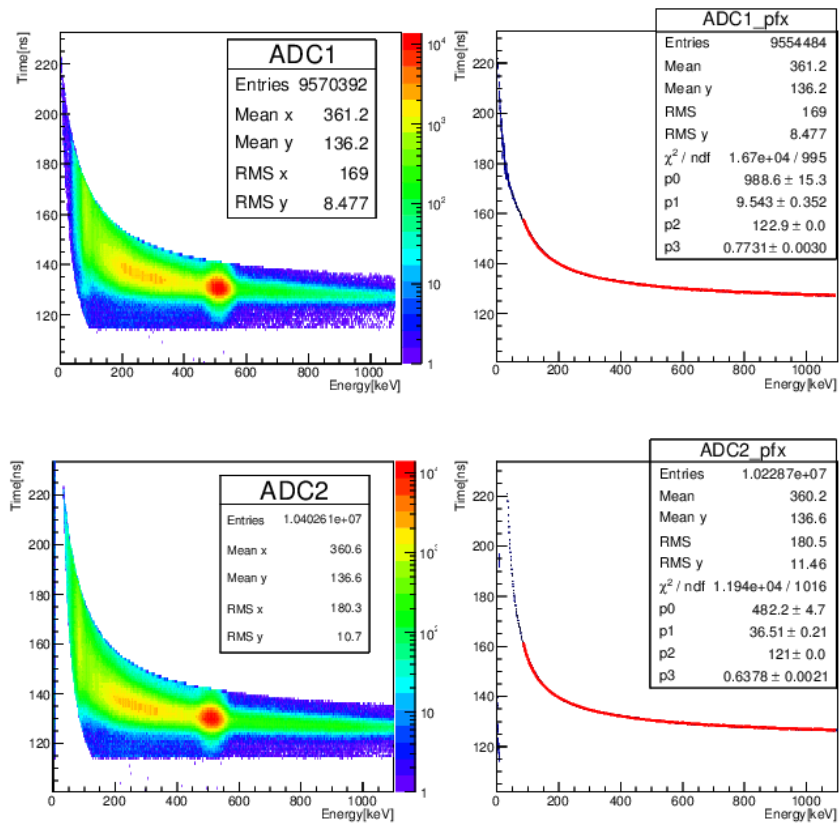 ADC1
Entries 9570392
Mean x 361.2
Mean y 136.2
RMS x 169
RMS y 8.477
Time[ns]
220
200
180
160
140
120
0 200 400 600 800 1000
Energy[keV]
10⁴
10³
10²
10
1
ADC1_pfx
Entries 9554484
Mean 361.2
Mean y 136.2
RMS 169
RMS y 8.477
χ² / ndf 1.67e+04 / 995
p0 988.6 ± 15.3
p1 9.543 ± 0.352
p2 122.9 ± 0.0
p3 0.7731 ± 0.0030
Time[ns]
220
200
180
160
140
120
0 200 400 600 800 1000
Energy[keV]
ADC2
Entries 1.040261e+07
Mean x 360.6
Mean y 136.6
RMS x 180.3
RMS y 10.7
Time[ns]
220
200
180
160
140
120
0 200 400 600 800 1000
Energy[keV]
10⁴
10
1
ADC2_pfx
Entries 1.02287e+07
Mean 360.2
Mean y 136.6
RMS 180.5
RMS y 11.46
χ² / ndf 1.194e+04 / 1016
p0 482.2 ± 4.7
p1 36.51 ± 0.21
p2 121 ± 0.0
p3 0.6378 ± 0.0021
Time[ns]
220
200
180
160
140
120
0 200 400 600 800 1000
Energy[keV]